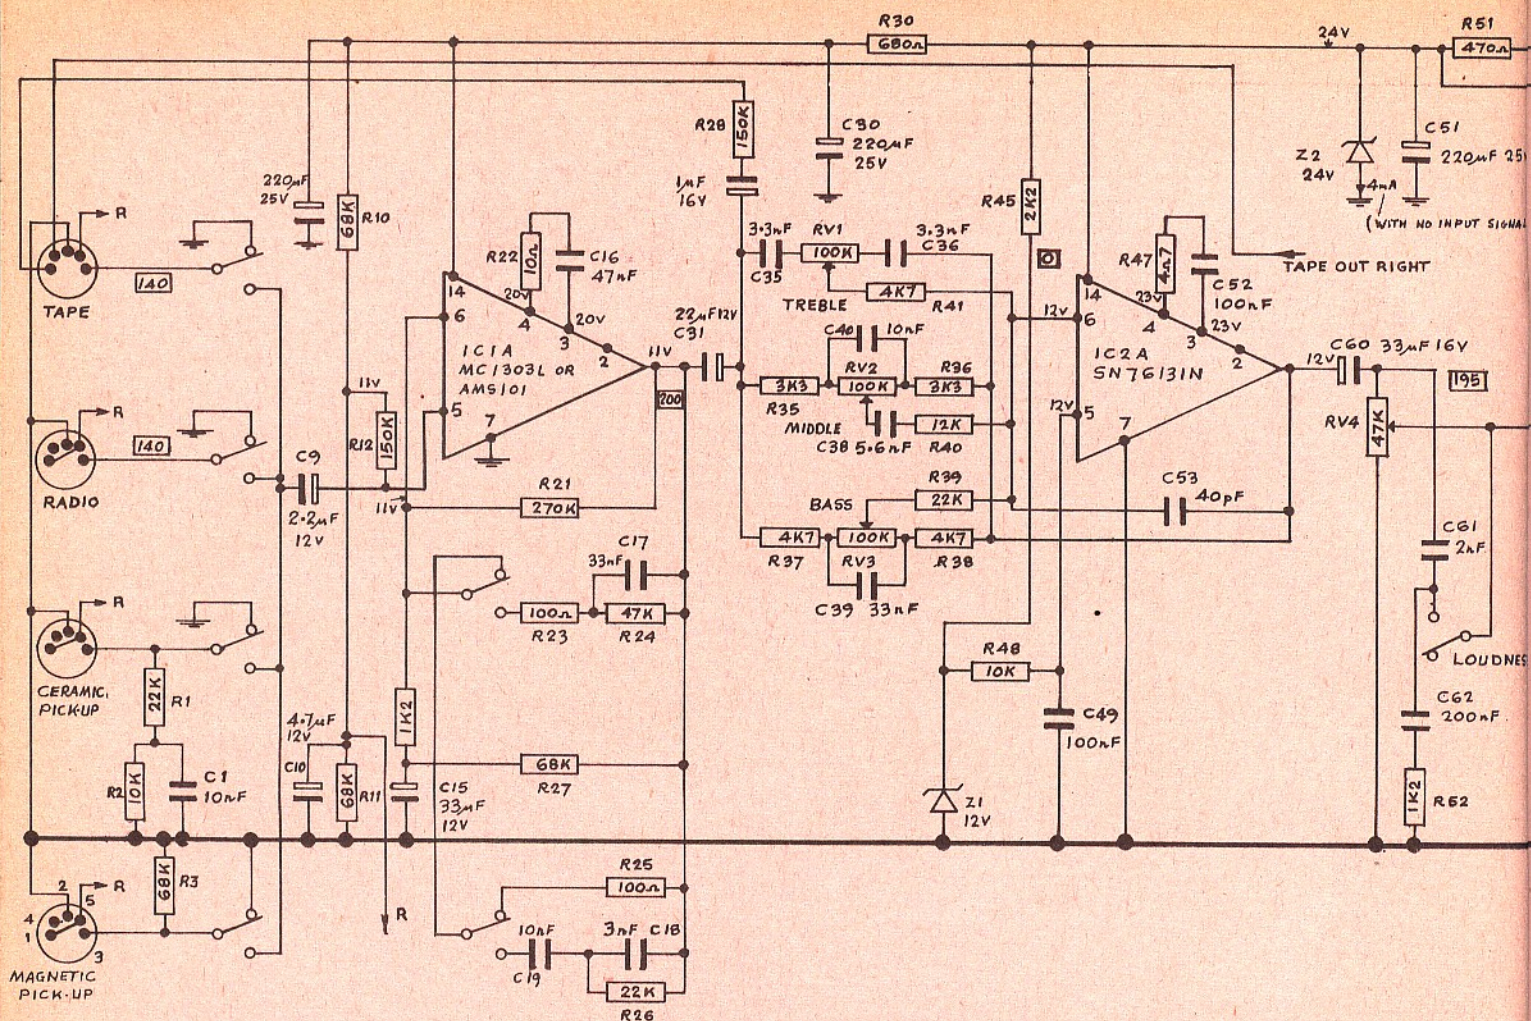 R30
680Ω
24V
R51
470Ω
R28
150K
C30
220µF
25V
C51
220µF 25
Z2
24V
4mA
(WITH NO INPUT SIGNA
1µF
16V
220µF
25V
68K
R10
R
TAPE
140
R22
10Ω
C16
47nF
20V
20V
14
6
4
3
2
5
7
IC1A
MC1303L OR
AMS101
11V
200
22µF 12V
C31
3.3nF
C35
RV1
100K
3.3nF
C36
TREBLE
4K7
R41
C40
10nF
RV2
R36
3K3
100K
3K3
R35
MIDDLE
C38 5.6nF
12K
R40
R39
22K
BASS
4K7
100K
4K7
R37
RV3
R38
C39 33nF
R45
2K2
0
R47
4Ω7
C52
100nF
TAPE OUT RIGHT
23V
23V
12V
14
6
4
3
2
5
7
12V
IC2A
SN76131N
12V
C60 33µF 16V
195
RV4
47K
C53
40pF
C61
2nF
LOUDNES
C62
200nF
1K2
R52
R48
10K
C49
100nF
Z1
12V
R
RADIO
140
C9
2.2µF
12V
11V
R12
150K
11V
R21
270K
C17
33nF
100Ω
47K
R23
R24
R
CERAMIC
PICK-UP
22K
R1
R2
10K
C1
10nF
4.7µF
12V
C10
68K
R11
1K2
C15
33µF
12V
68K
R27
68K
R3
R
2
5
4
1
3
MAGNETIC
PICK-UP
R
R25
100Ω
10nF
C19
3nF
C18
22K
R26